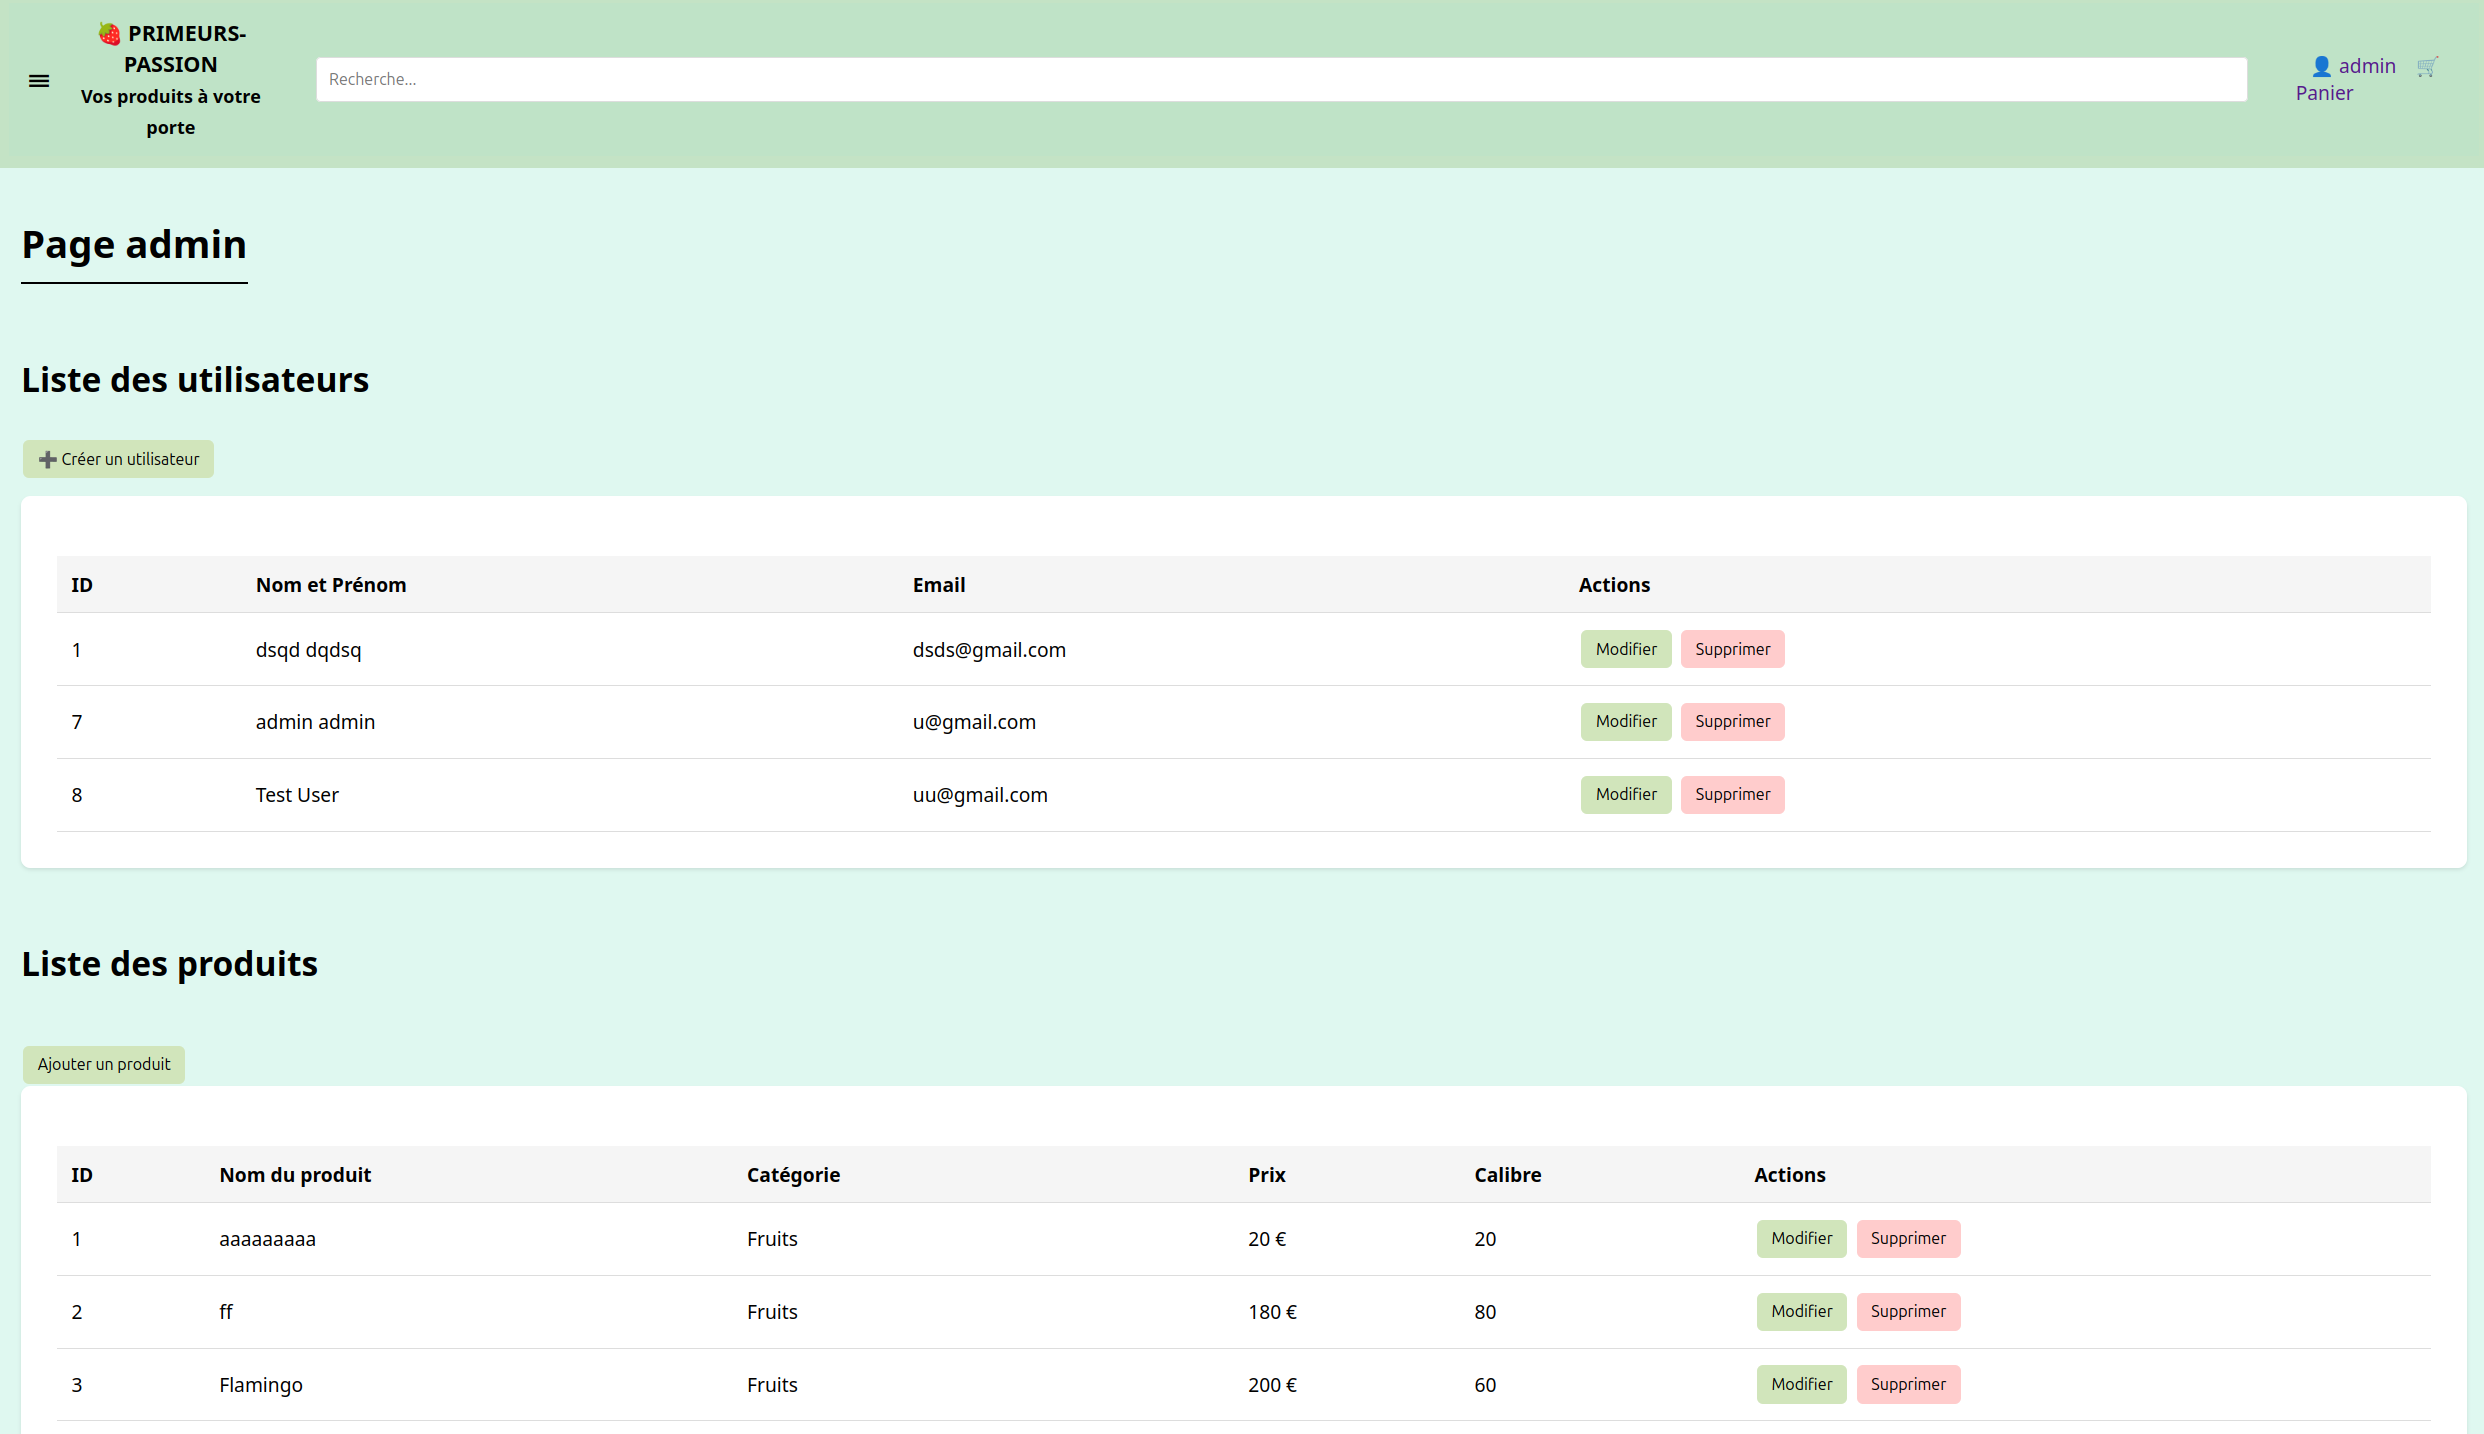 🍓 PRIMEURS-
PASSION
Vos produits à votre
porte
Recherche...
👤 admin 🛒
Panier
Page admin
Liste des utilisateurs
➕ Créer un utilisateur
ID Nom et Prénom Email Actions
1 dsqd dqdsq dsds@gmail.com Modifier Supprimer
7 admin admin u@gmail.com Modifier Supprimer
8 Test User uu@gmail.com Modifier Supprimer
Liste des produits
Ajouter un produit
ID Nom du produit Catégorie Prix Calibre Actions
1 aaaaaaaaa Fruits 20 € 20 Modifier Supprimer
2 ff Fruits 180 € 80 Modifier Supprimer
3 Flamingo Fruits 200 € 60 Modifier Supprimer